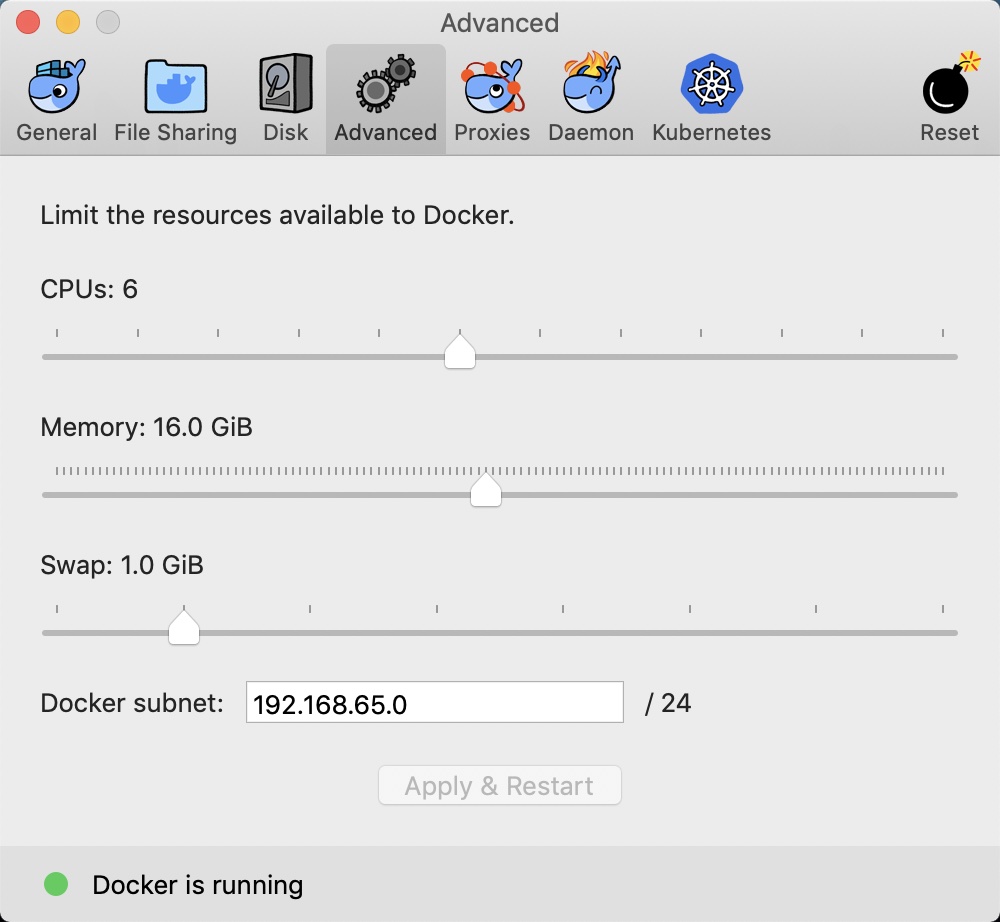 Advanced
General File Sharing Disk Advanced Proxies Daemon Kubernetes Reset
Limit the resources available to Docker.
CPUs: 6
Memory: 16.0 GiB
Swap: 1.0 GiB
Docker subnet: 192.168.65.0 / 24
Apply & Restart
Docker is running